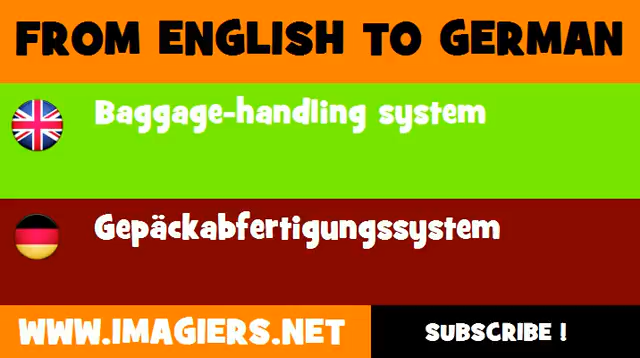 FROM ENGLISH TO GERMAN
Baggage-handling system
Gepäckabfertigungssystem
WWW.IMAGIERS.NET
SUBSCRIBE !